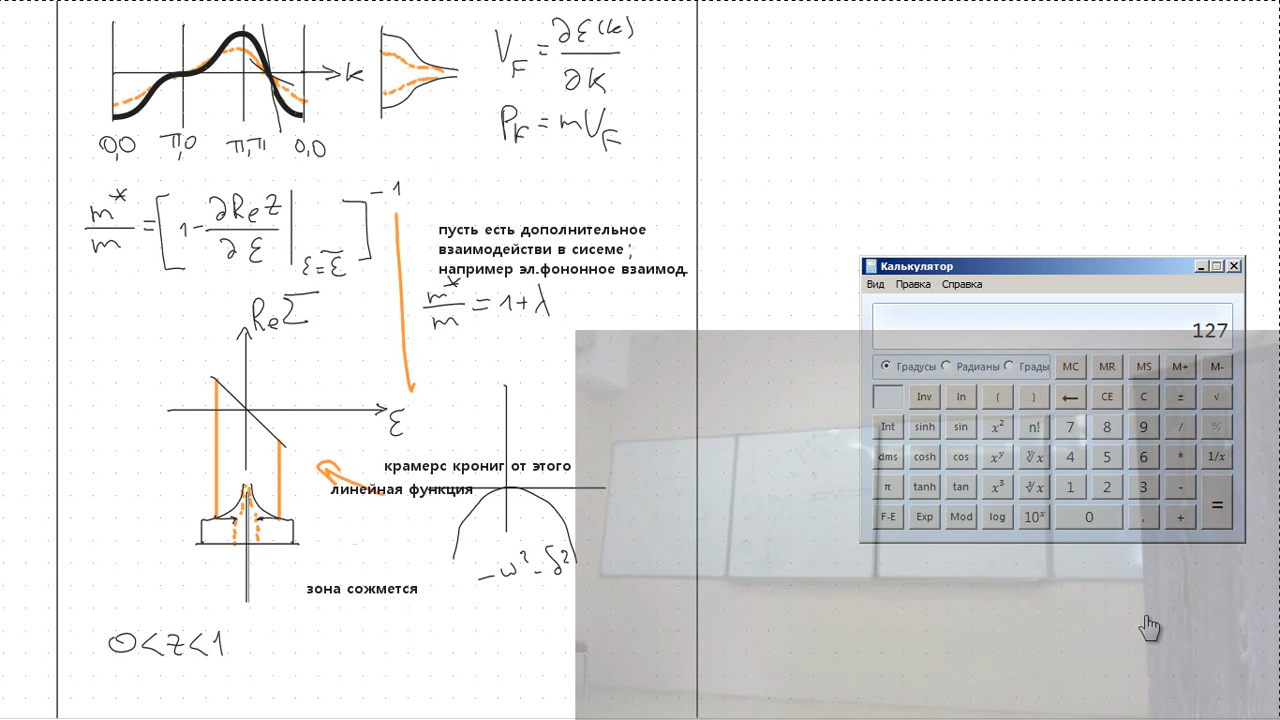 k
0,0 π,0 π,π 0,0
V_F = ∂ε(k)/∂k
P_F = mV_F
m*/m = [1 - ∂Re Σ/∂ε |ε=ε̅]⁻¹
пусть есть дополнительное
взаимодействи в сисеме ;
например эл.фононное взаимод.
m*/m = 1+λ
Re Σ
ε
крамерс крониг от этого
линейная функция
-ω² - δ²
зона сожмется
0<z<1
Калькулятор
Вид Правка Справка
127
Градусы Радианы Грады MC MR MS M+ M-
Inv ln ( ) ← CE C ± √
Int sinh sin x² n! 7 8 9 / %
dms cosh cos xʸ ʸ√x 4 5 6 * 1/x
π tanh tan x³ ³√x 1 2 3 - =
F-E Exp Mod log 10ˣ 0 , +